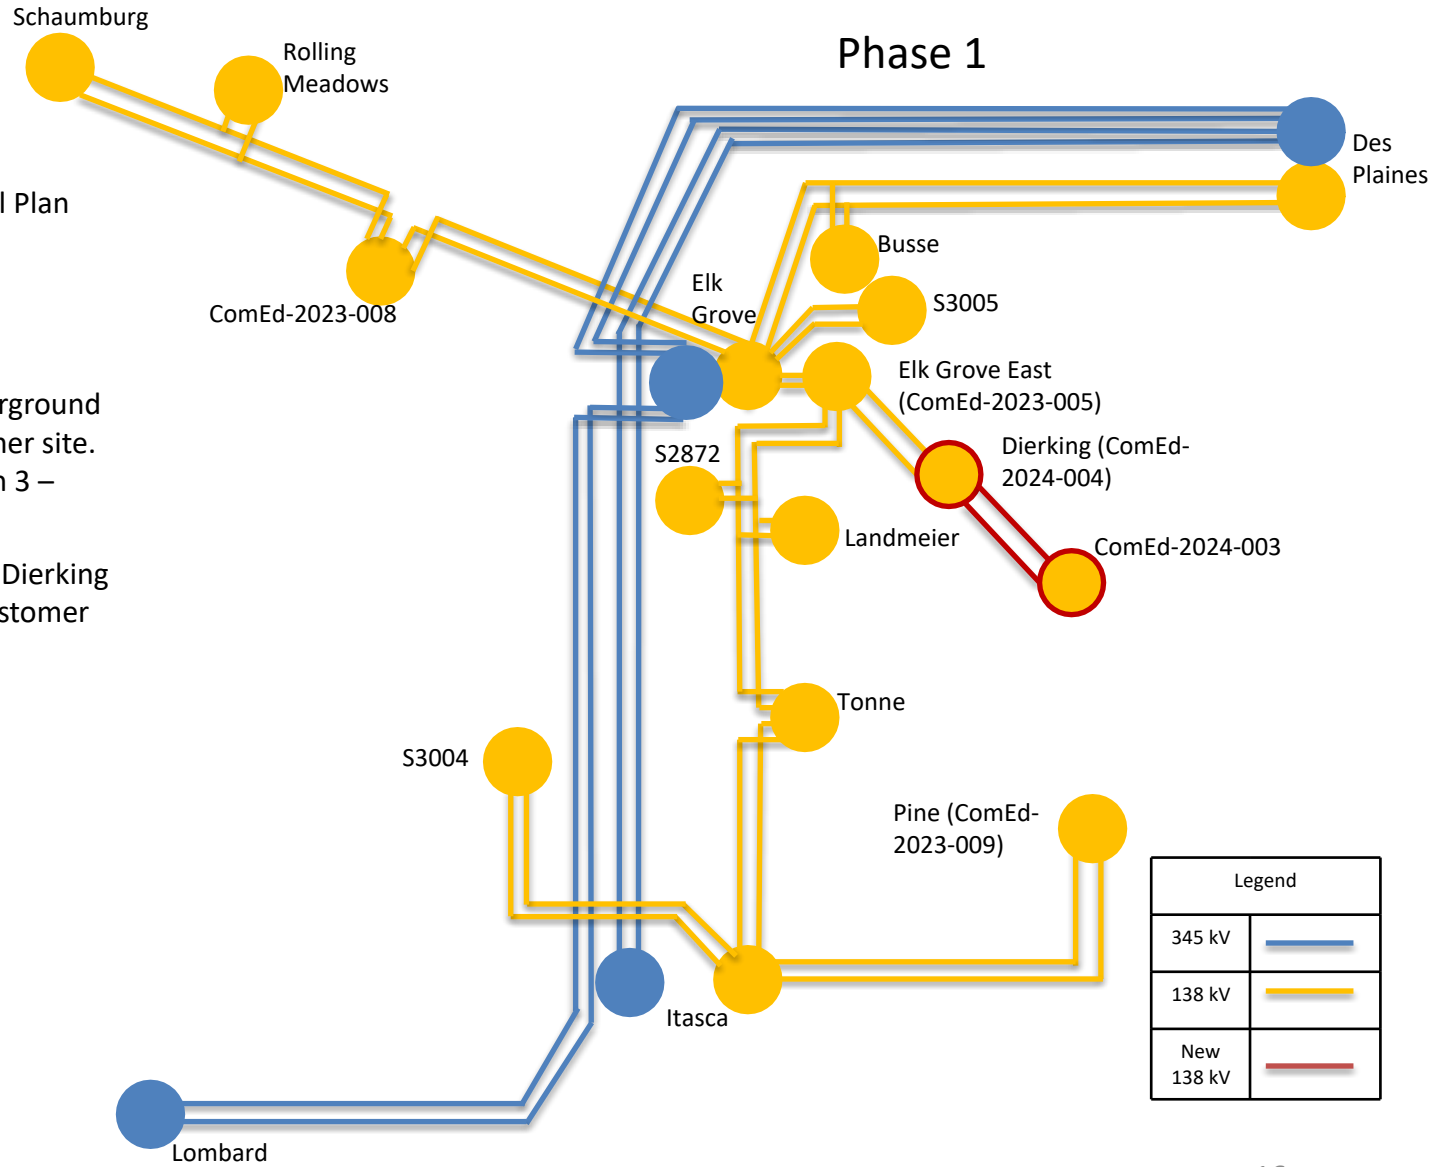 Schaumburg
Rolling
Meadows
Phase 1
Des
Plaines
l Plan
Busse
Elk
Grove
S3005
ComEd-2023-008
Elk Grove East
(ComEd-2023-005)
erground
ner site.
n 3 –
S2872
Dierking (ComEd-
2024-004)
Landmeier
ComEd-2024-003
Dierking
stomer
Tonne
S3004
Pine (ComEd-
2023-009)
Legend
345 kV
138 kV
New
138 kV
Itasca
Lombard